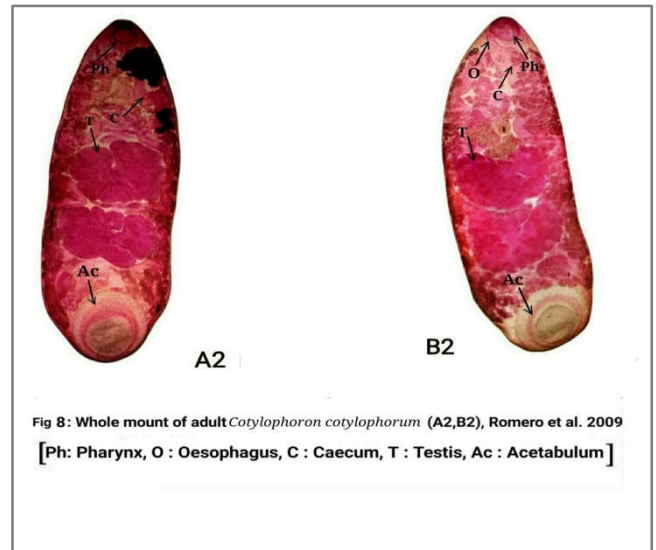 Ph
C
T
Ac
A2
O
Ph
C
T
Ac
B2
Fig 8: Whole mount of adult Cotylophoron cotylophorum (A2,B2), Romero et al. 2009
[Ph: Pharynx, O : Oesophagus, C : Caecum, T : Testis, Ac : Acetabulum]